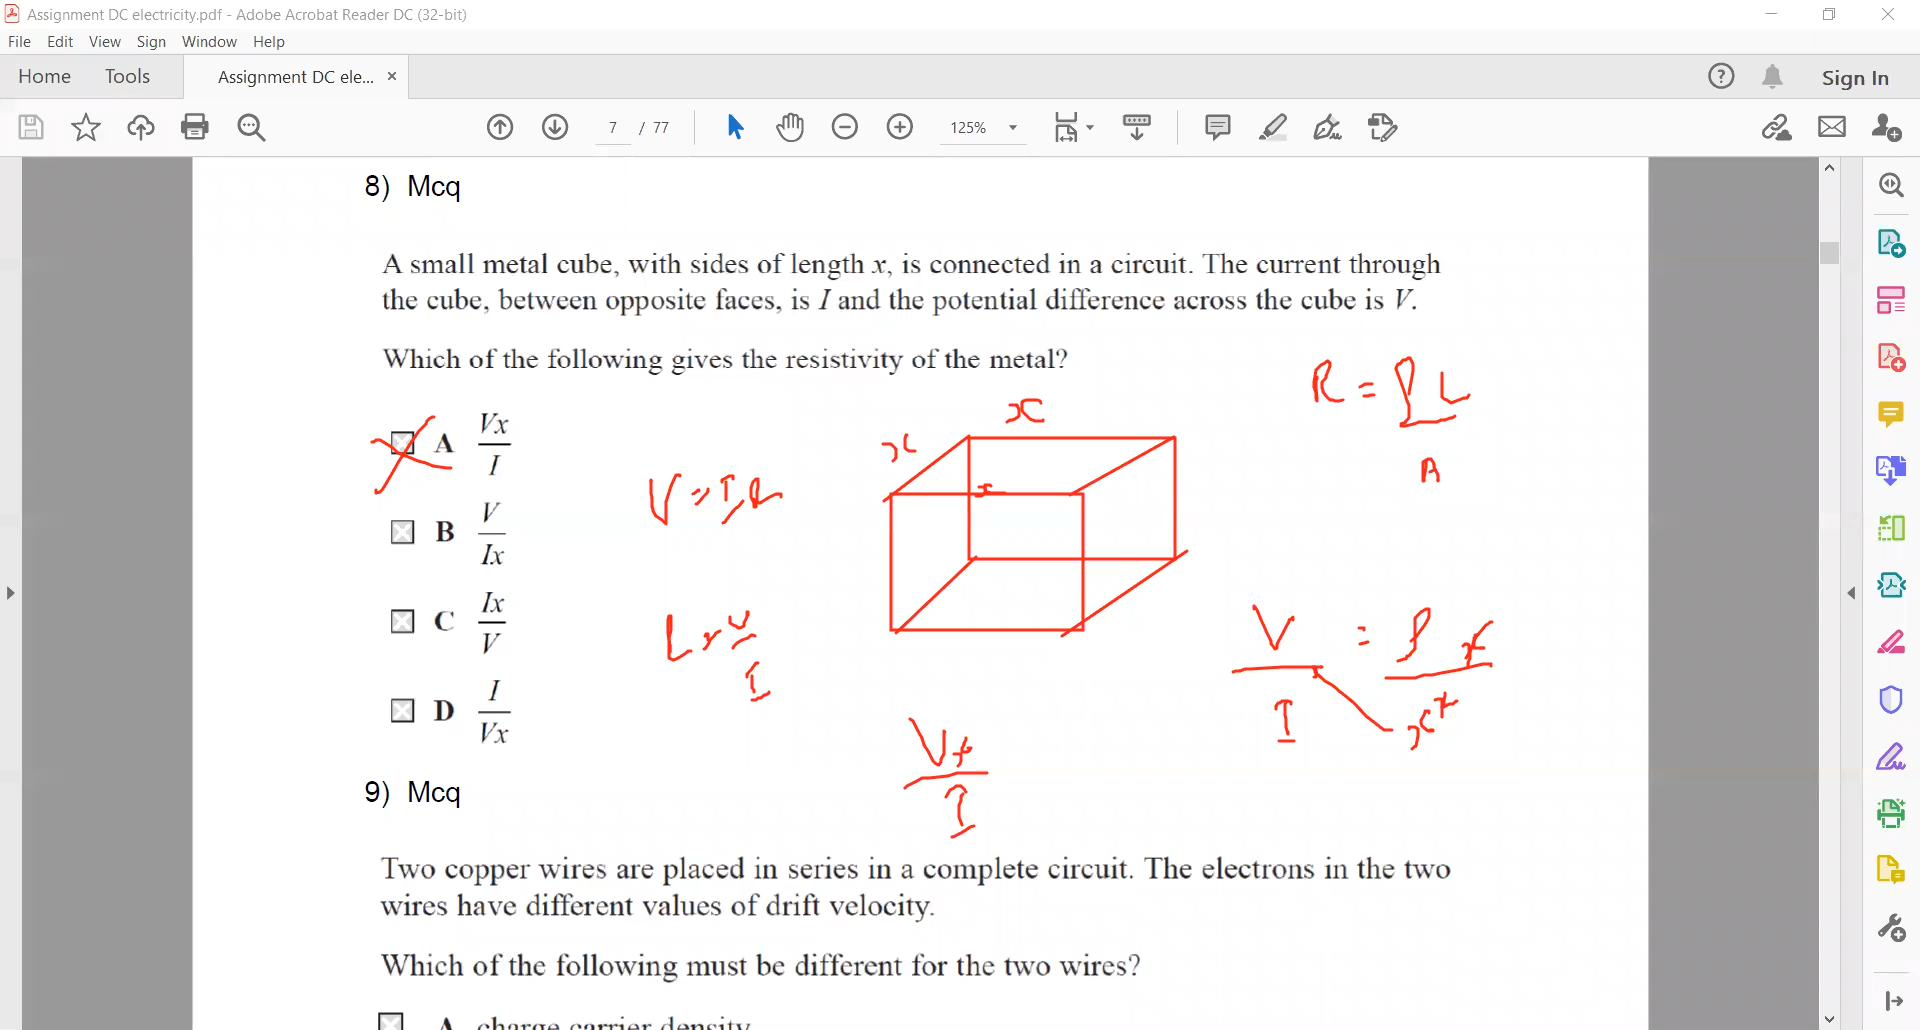 Assignment DC electricity.pdf - Adobe Acrobat Reader DC (32-bit)
File Edit View Sign Window Help
Home Tools Assignment DC ele... × Sign In
7 / 77 125%
8) Mcq
A small metal cube, with sides of length x, is connected in a circuit. The current through
the cube, between opposite faces, is I and the potential difference across the cube is V.
Which of the following gives the resistivity of the metal?
R = ρL
A
x
x
x
A Vx
I
V = IR
B V
Ix
C Ix
V
V
I
V = ρ x
I x²
D I
Vx
Vx
I
9) Mcq
Two copper wires are placed in series in a complete circuit. The electrons in the two
wires have different values of drift velocity.
Which of the following must be different for the two wires?
A charge carrier density